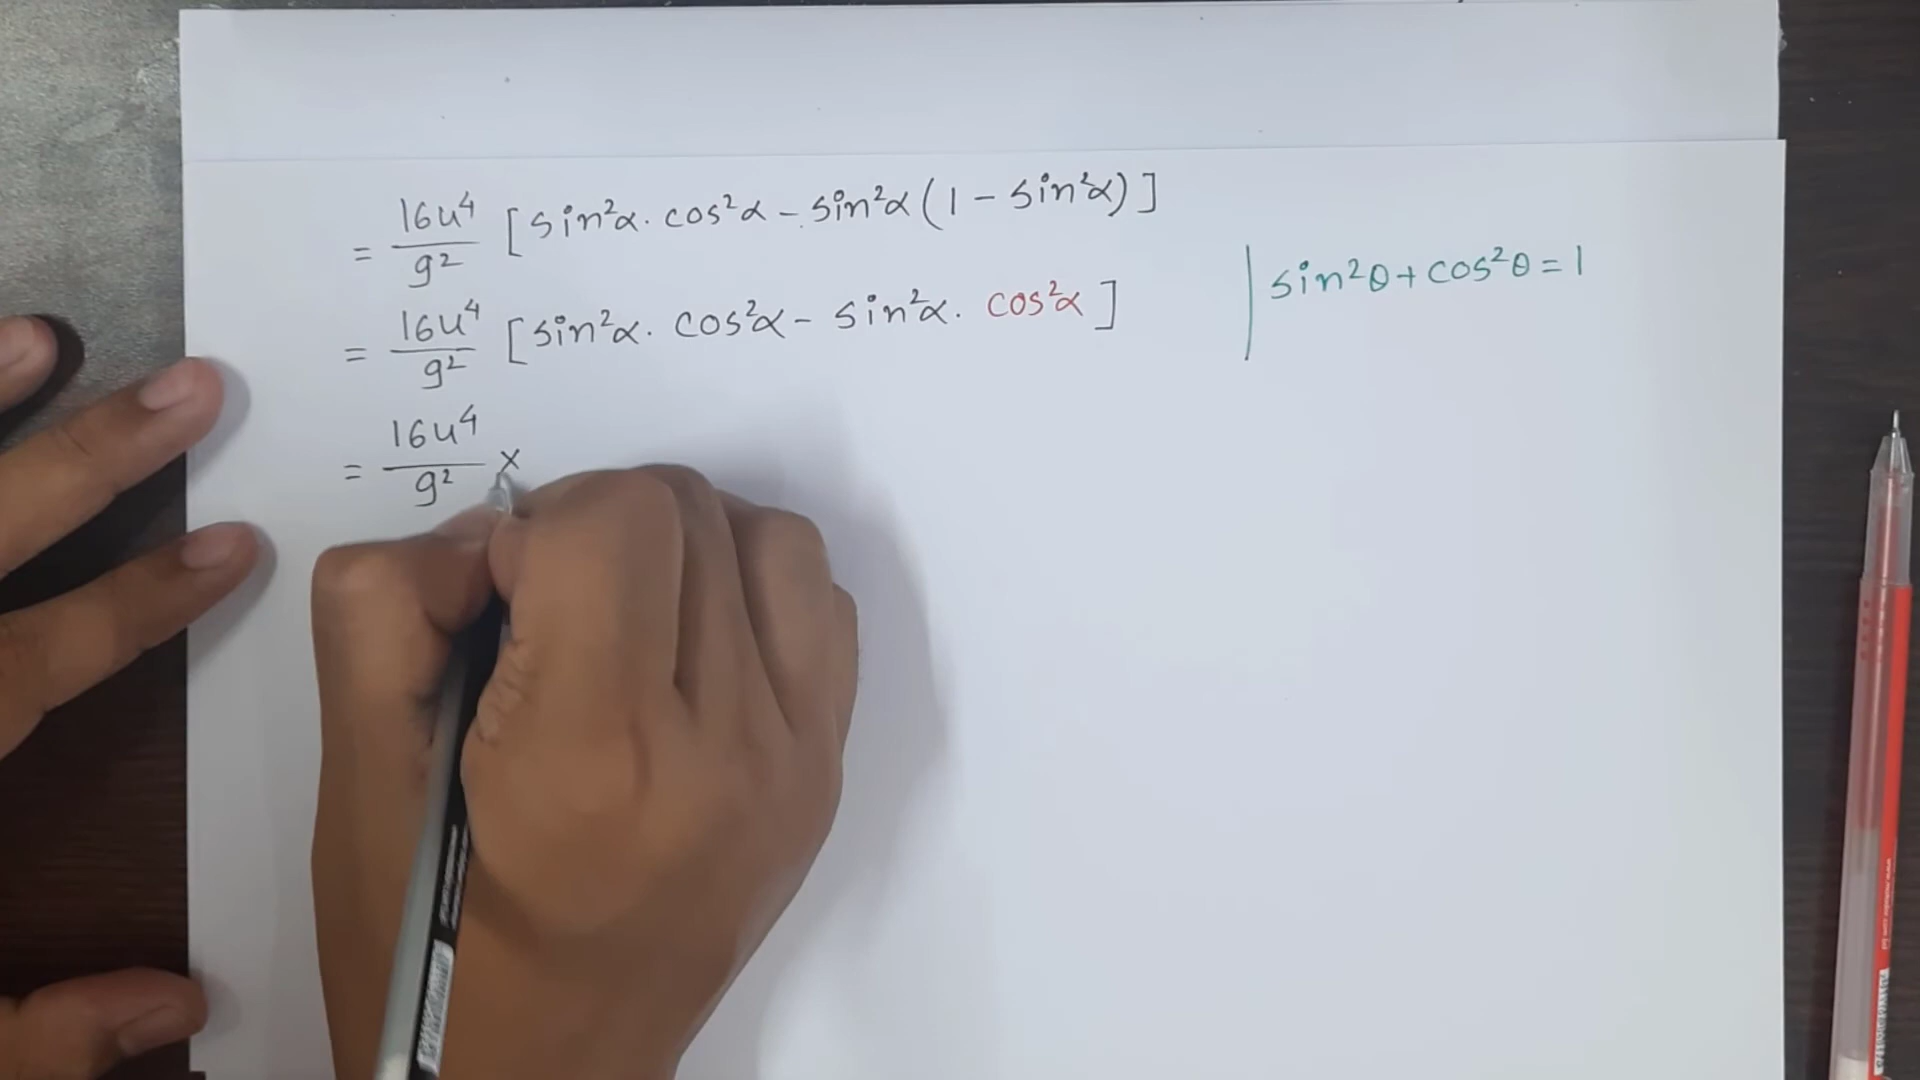 = 16u⁴/g² [sin²α. cos²α - sin²α (1 - sin²α)]
= 16u⁴/g² [sin²α. cos²α - sin²α. cos²α]
= 16u⁴/g² ×
sin²θ + cos²θ = 1